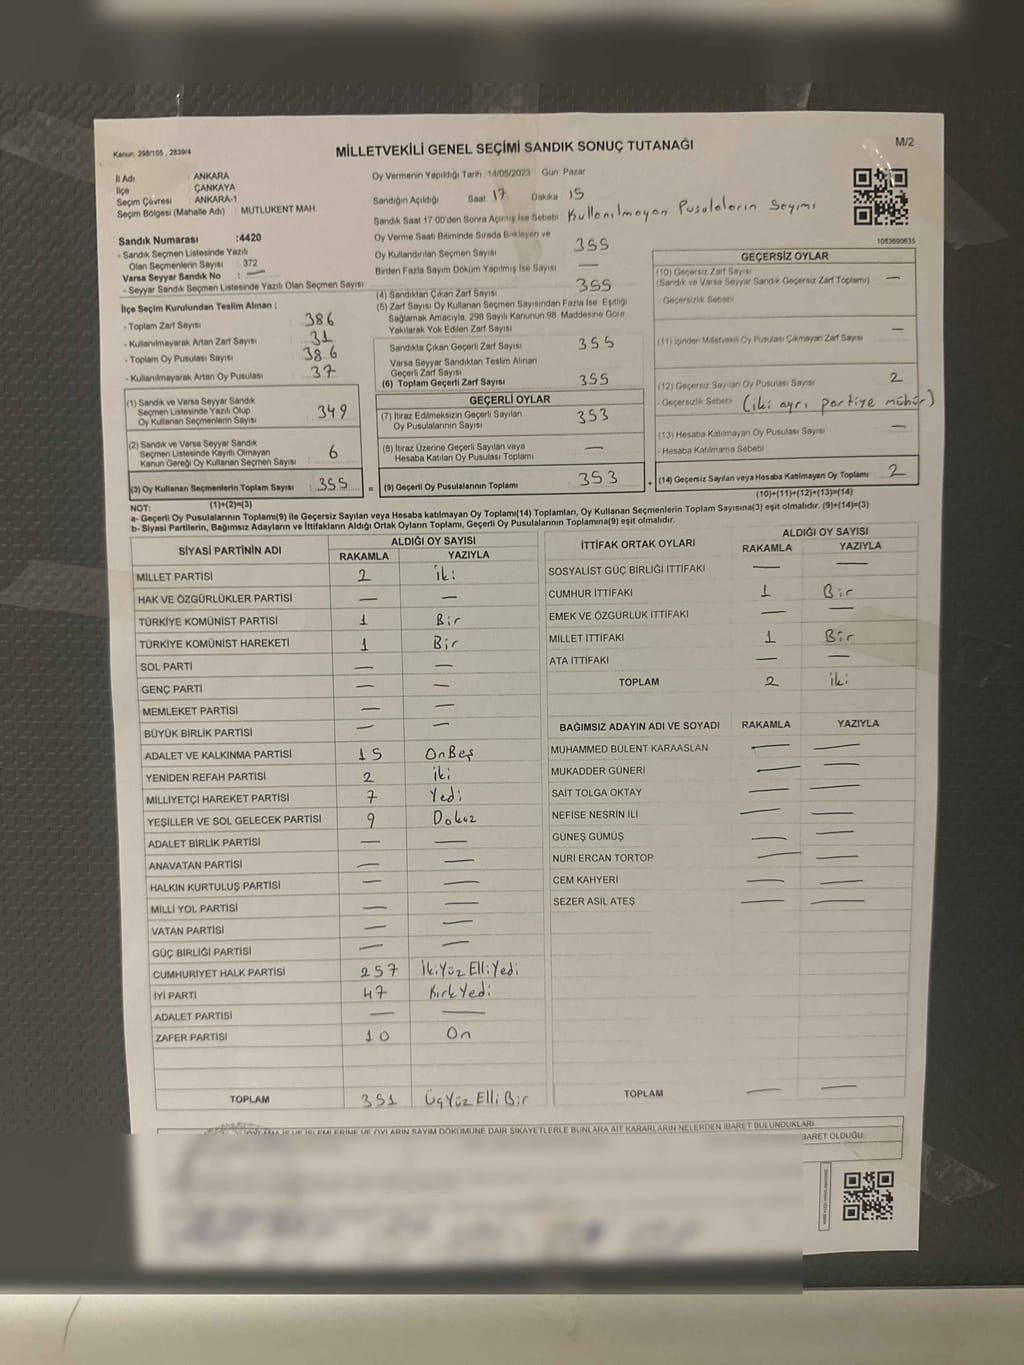 Kanun: 298/105 , 2839/4
MİLLETVEKİLİ GENEL SEÇİMİ SANDIK SONUÇ TUTANAĞI
M/2
İl Adı : ANKARA
İlçe : ÇANKAYA
Seçim Çevresi : ANKARA-1
Seçim Bölgesi (Mahalle Adı) : MUTLUKENT MAH.
Sandık Numarası :4420
- Sandık Seçmen Listesinde Yazılı
Olan Seçmenlerin Sayısı : 372
Varsa Seyyar Sandık No : —
- Seyyar Sandık Seçmen Listesinde Yazılı Olan Seçmen Sayısı
Oy Vermenin Yapıldığı Tarih 14/05/2023 Gün Pazar
Sandığın Açıldığı Saat 17 Dakika 15
Sandık Saat 17.00'den Sonra Açılmış İse Sebebi Kullanılmayan Pusulaların Sayımı
Oy Verme Saati Bitiminde Sırada Bekleyen ve
Oy Kullandırılan Seçmen Sayısı 355
Birden Fazla Sayım Döküm Yapılmış İse Sayısı —
1083690635
İlçe Seçim Kurulundan Teslim Alınan ;
- Toplam Zarf Sayısı : 386
- Kullanılmayarak Artan Zarf Sayısı : 31
- Toplam Oy Pusulası Sayısı : 386
- Kullanılmayarak Artan Oy Pusulası : 37
(1) Sandık ve Varsa Seyyar Sandık
Seçmen Listesinde Yazılı Olup
Oy Kullanan Seçmenlerin Sayısı : 349
(2) Sandık ve Varsa Seyyar Sandık
Seçmen Listesinde Kayıtlı Olmayan
Kanun Gereği Oy Kullanan Seçmen Sayısı : 6
(3) Oy Kullanan Seçmenlerin Toplam Sayısı : 355
(1)+(2)=(3)
(4) Sandıktan Çıkan Zarf Sayısı 355
(5) Zarf Sayısı Oy Kullanan Seçmen Sayısından Fazla İse, Eşitliği
Sağlamak Amacıyla, 298 Sayılı Kanunun 98. Maddesine Göre
Yakılarak Yok Edilen Zarf Sayısı
Sandıkta Çıkan Geçerli Zarf Sayısı 355
Varsa Seyyar Sandıktan Teslim Alınan
Geçerli Zarf Sayısı
(6) Toplam Geçerli Zarf Sayısı 355
GEÇERLİ OYLAR
(7) İtiraz Edilmeksizin Geçerli Sayılan
Oy Pusulalarının Sayısı 353
(8) İtiraz Üzerine Geçerli Sayılan veya
Hesaba Katılan Oy Pusulası Toplamı —
= (9) Geçerli Oy Pusulalarının Toplamı 353
GEÇERSİZ OYLAR
(10) Geçersiz Zarf Sayısı
(Sandık ve Varsa Seyyar Sandık Geçersiz Zarf Toplamı) —
- Geçersizlik Sebebi
(11) İçinden Milletvekili Oy Pusulası Çıkmayan Zarf Sayısı —
(12) Geçersiz Sayılan Oy Pusulası Sayısı 2
- Geçersizlik Sebebi (iki ayrı partiye mühür)
(13) Hesaba Katılmayan Oy Pusulası Sayısı —
- Hesaba Katılmama Sebebi
+ (14) Geçersiz Sayılan veya Hesaba Katılmayan Oy Toplamı 2
(10)+(11)+(12)+(13)=(14)
NOT:
a- Geçerli Oy Pusulalarının Toplamı(9) ile Geçersiz Sayılan veya Hesaba katılmayan Oy Toplamı(14) Toplamları, Oy Kullanan Seçmenlerin Toplam Sayısına(3) eşit olmalıdır. (9)+(14)=(3)
b- Siyasi Partilerin, Bağımsız Adayların ve İttifakların Aldığı Ortak Oyların Toplamı, Geçerli Oy Pusulalarının Toplamına(9) eşit olmalıdır.
SİYASİ PARTİNİN ADI
ALDIĞI OY SAYISI
RAKAMLA YAZIYLA
MİLLET PARTİSİ 2 İki
HAK VE ÖZGÜRLÜKLER PARTİSİ — —
TÜRKİYE KOMÜNİST PARTİSİ 1 Bir
TÜRKİYE KOMÜNİST HAREKETİ 1 Bir
SOL PARTİ — —
GENÇ PARTİ — —
MEMLEKET PARTİSİ — —
BÜYÜK BİRLİK PARTİSİ — —
ADALET VE KALKINMA PARTİSİ 15 OnBeş
YENİDEN REFAH PARTİSİ 2 İki
MİLLİYETÇİ HAREKET PARTİSİ 7 Yedi
YEŞİLLER VE SOL GELECEK PARTİSİ 9 Dokuz
ADALET BİRLİK PARTİSİ — —
ANAVATAN PARTİSİ — —
HALKIN KURTULUŞ PARTİSİ — —
MİLLİ YOL PARTİSİ — —
VATAN PARTİSİ — —
GÜÇ BİRLİĞİ PARTİSİ — —
CUMHURİYET HALK PARTİSİ 257 İkiYüz ElliYedi
İYİ PARTİ 47 KırkYedi
ADALET PARTİSİ — —
ZAFER PARTİSİ 10 On
TOPLAM 351 ÜçYüz Elli Bir
İTTİFAK ORTAK OYLARI
ALDIĞI OY SAYISI
RAKAMLA YAZIYLA
SOSYALİST GÜÇ BİRLİĞİ İTTİFAKI — —
CUMHUR İTTİFAKI 1 Bir
EMEK VE ÖZGÜRLÜK İTTİFAKI — —
MİLLET İTTİFAKI 1 Bir
ATA İTTİFAKI — —
TOPLAM 2 İki
BAĞIMSIZ ADAYIN ADI VE SOYADI RAKAMLA YAZIYLA
MUHAMMED BÜLENT KARAASLAN — —
MUKADDER GÜNERİ — —
SAİT TOLGA OKTAY — —
NEFİSE NESRİN İLİ — —
GÜNEŞ GÜMÜŞ — —
NURİ ERCAN TORTOP — —
CEM KAHYERİ — —
SEZER ASİL ATEŞ — —
TOPLAM — —
İŞ VE İŞLEMLERİNE VE OYLARIN SAYIM DÖKÜMÜNE DAİR ŞİKAYETLERLE BUNLARA AİT KARARLARIN NELERDEN İBARET BULUNDUKLARI
BARET OLDUĞU